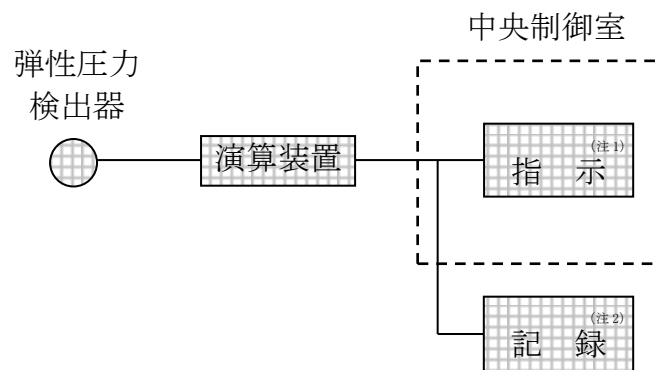 中央制御室
弾性圧力
検出器
演算装置
指 示(注1)
記 録(注2)